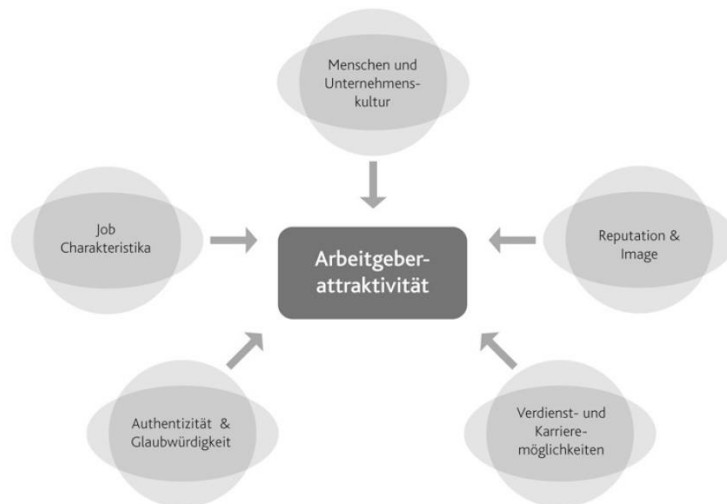 Menschen und
Unternehmens-
kultur
Job
Charakteristika
Arbeitgeber-
attraktivität
Reputation &
Image
Authentizität &
Glaubwürdigkeit
Verdienst- und
Karriere-
möglichkeiten